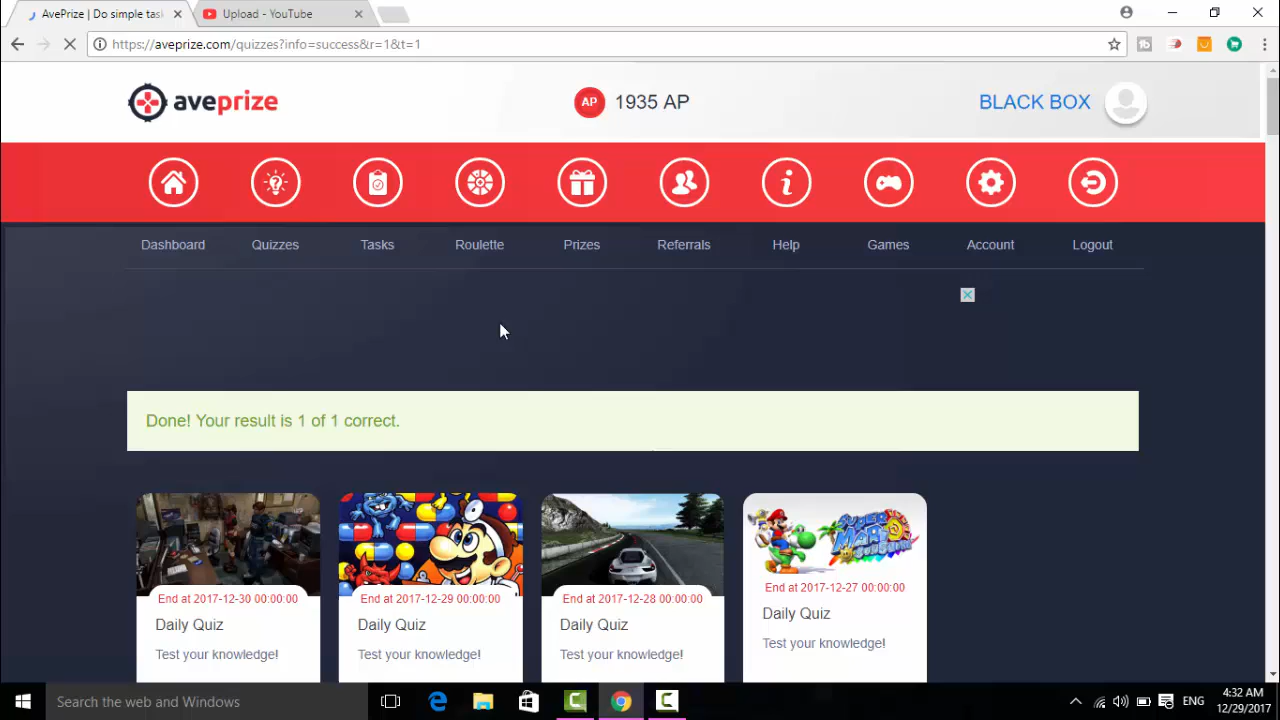 AvePrize | Do simple task
Upload - YouTube
https://aveprize.com/quizzes?info=success&r=1&t=1
aveprize
AP 1935 AP
BLACK BOX
Dashboard Quizzes Tasks Roulette Prizes Referrals Help Games Account Logout
Done! Your result is 1 of 1 correct.
End at 2017-12-30 00:00:00
Daily Quiz
Test your knowledge!
End at 2017-12-29 00:00:00
Daily Quiz
Test your knowledge!
End at 2017-12-28 00:00:00
Daily Quiz
Test your knowledge!
SUPER
MARIO
SUNSHINE
End at 2017-12-27 00:00:00
Daily Quiz
Test your knowledge!
Search the web and Windows
ENG
4:32 AM
12/29/2017